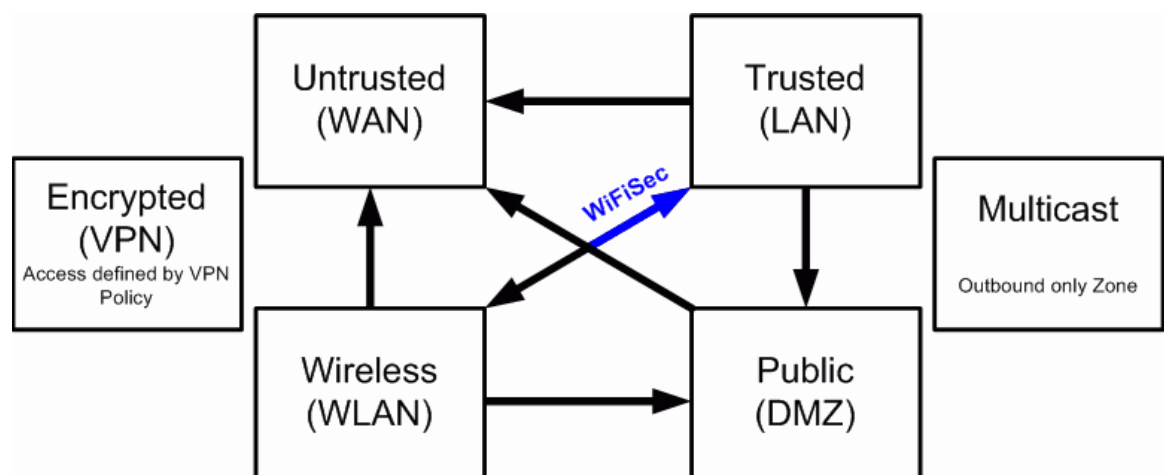 Untrusted
(WAN)
Trusted
(LAN)
WiFiSec
Encrypted
(VPN)
Access defined by VPN
Policy
Multicast
Outbound only Zone
Wireless
(WLAN)
Public
(DMZ)